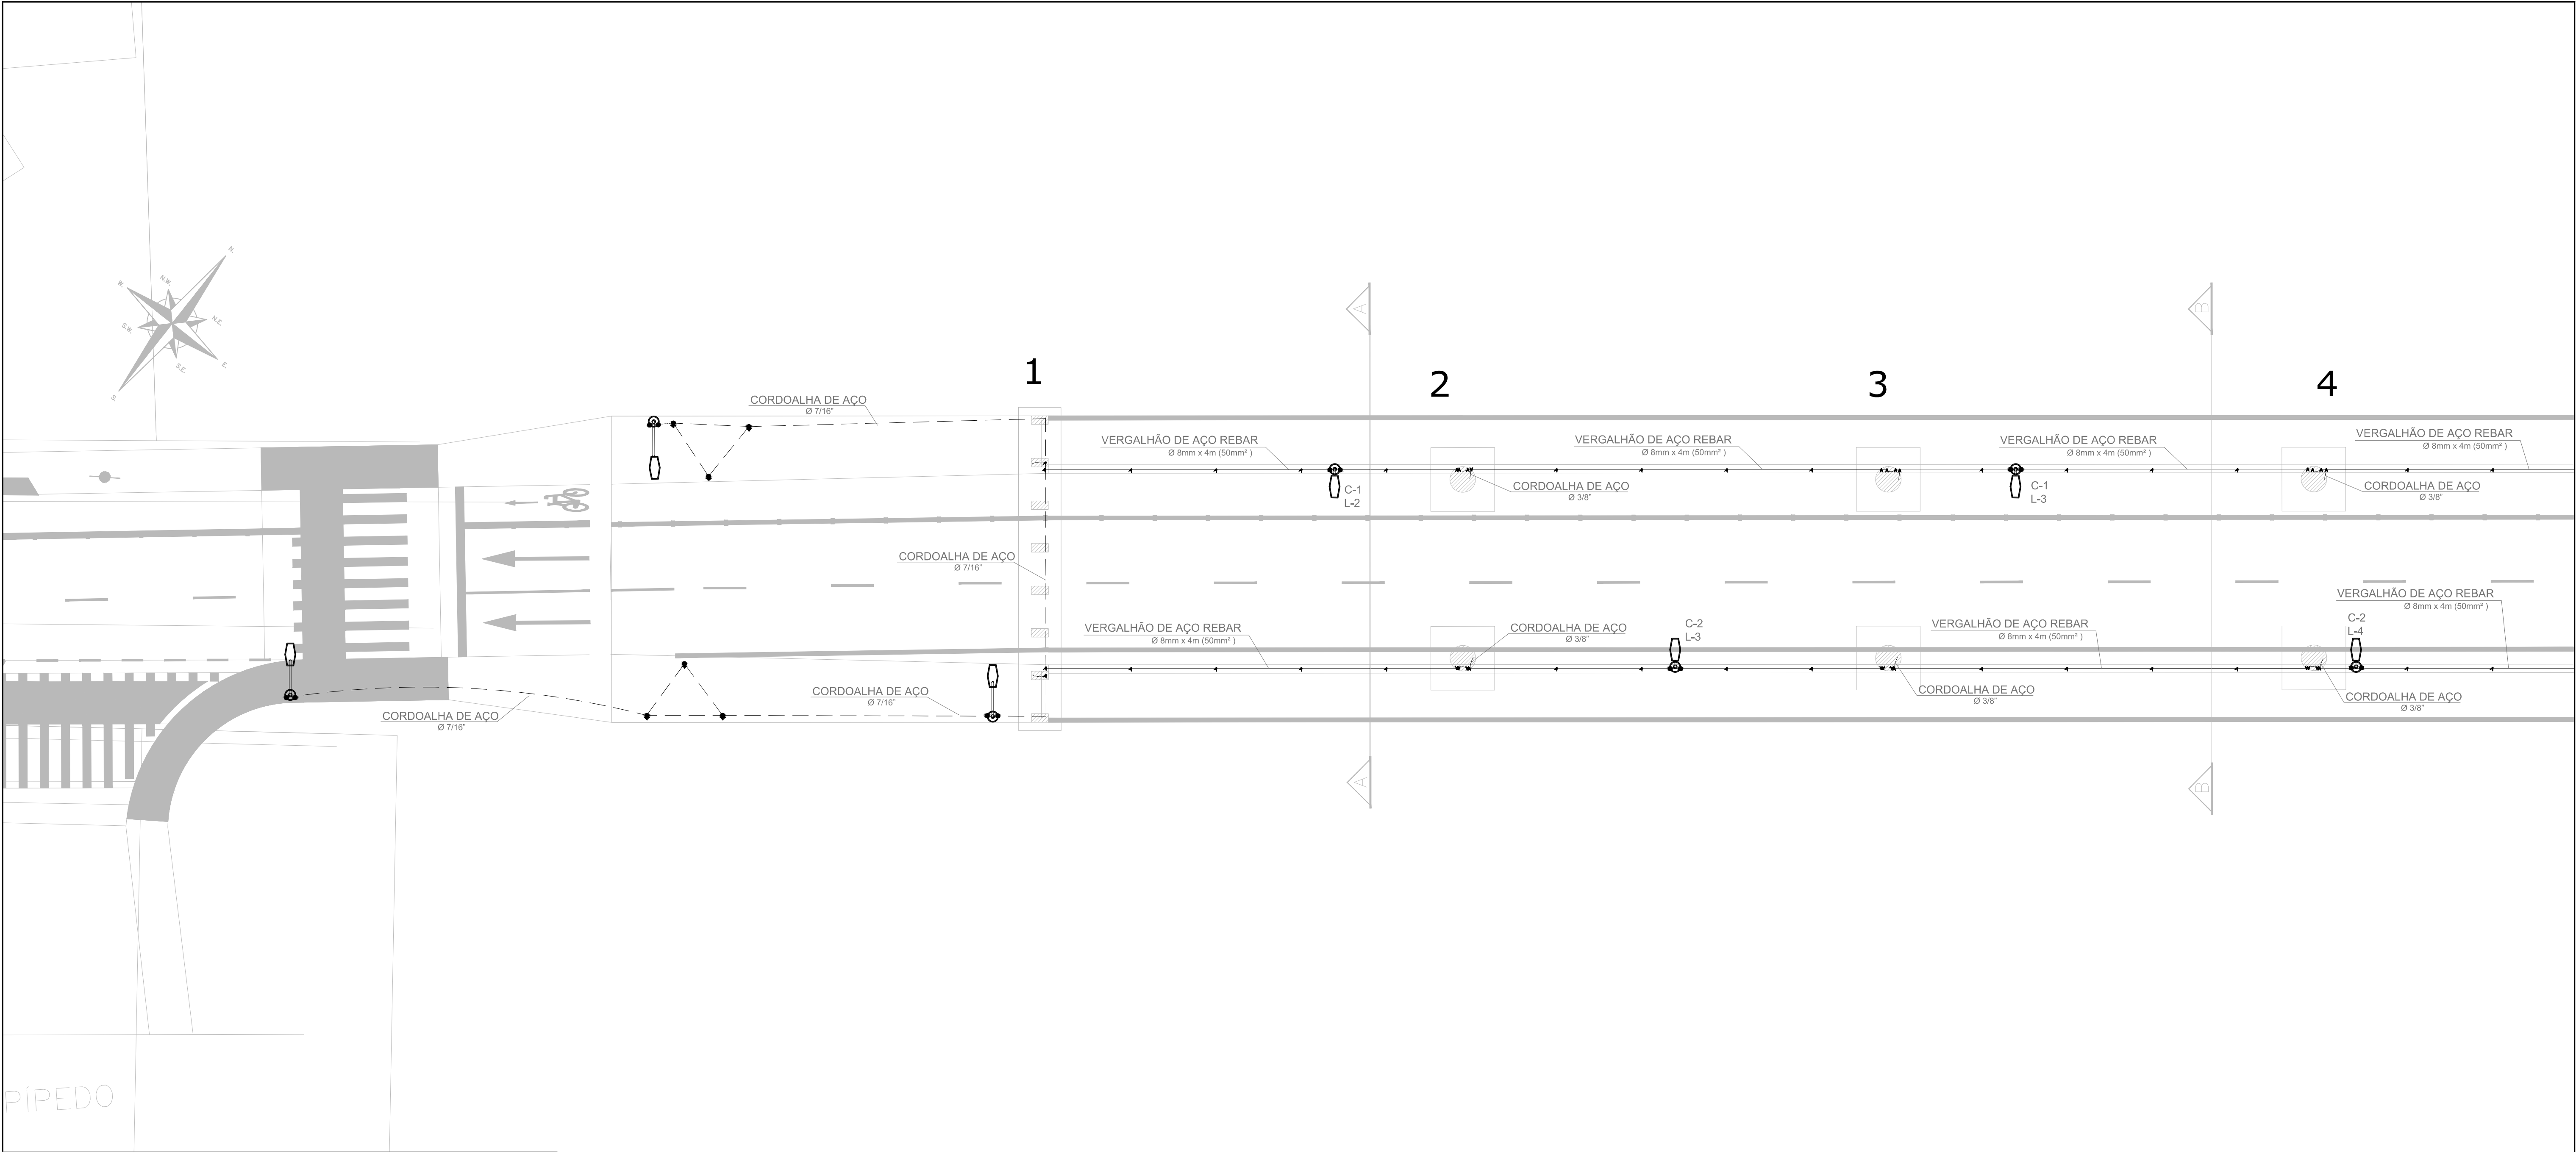 N.
N.W.
W.
N.E.
S.W.
S.E.
E.
S.
A
B
1
2
3
4
CORDOALHA DE AÇO
Ø 7/16"
VERGALHÃO DE AÇO REBAR
Ø 8mm x 4m (50mm² )
VERGALHÃO DE AÇO REBAR
Ø 8mm x 4m (50mm² )
VERGALHÃO DE AÇO REBAR
Ø 8mm x 4m (50mm² )
VERGALHÃO DE AÇO REBAR
Ø 8mm x 4m (50mm² )
C-1
L-2
CORDOALHA DE AÇO
Ø 3/8"
C-1
L-3
CORDOALHA DE AÇO
Ø 3/8"
CORDOALHA DE AÇO
Ø 7/16"
VERGALHÃO DE AÇO REBAR
Ø 8mm x 4m (50mm² )
VERGALHÃO DE AÇO REBAR
Ø 8mm x 4m (50mm² )
CORDOALHA DE AÇO
Ø 3/8"
C-2
L-3
VERGALHÃO DE AÇO REBAR
Ø 8mm x 4m (50mm² )
C-2
L-4
CORDOALHA DE AÇO
Ø 7/16"
CORDOALHA DE AÇO
Ø 7/16"
CORDOALHA DE AÇO
Ø 3/8"
CORDOALHA DE AÇO
Ø 3/8"
A
B
PÍPEDO